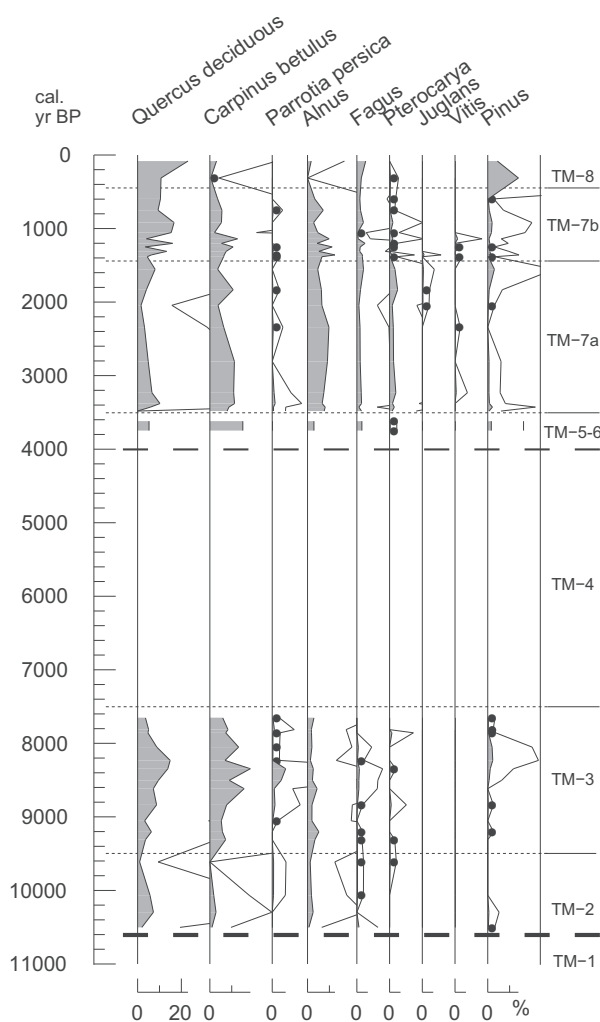 cal.
yr BP
Quercus deciduous
Carpinus betulus
Parrotia persica
Alnus
Fagus
Pterocarya
Juglans
Vitis
Pinus
0
1000
2000
3000
4000
5000
6000
7000
8000
9000
10000
11000
TM−8
TM−7b
TM−7a
TM−5-6
TM−4
TM−3
TM−2
TM−1
0 20 0 0 0 0 0 0 0 0 %